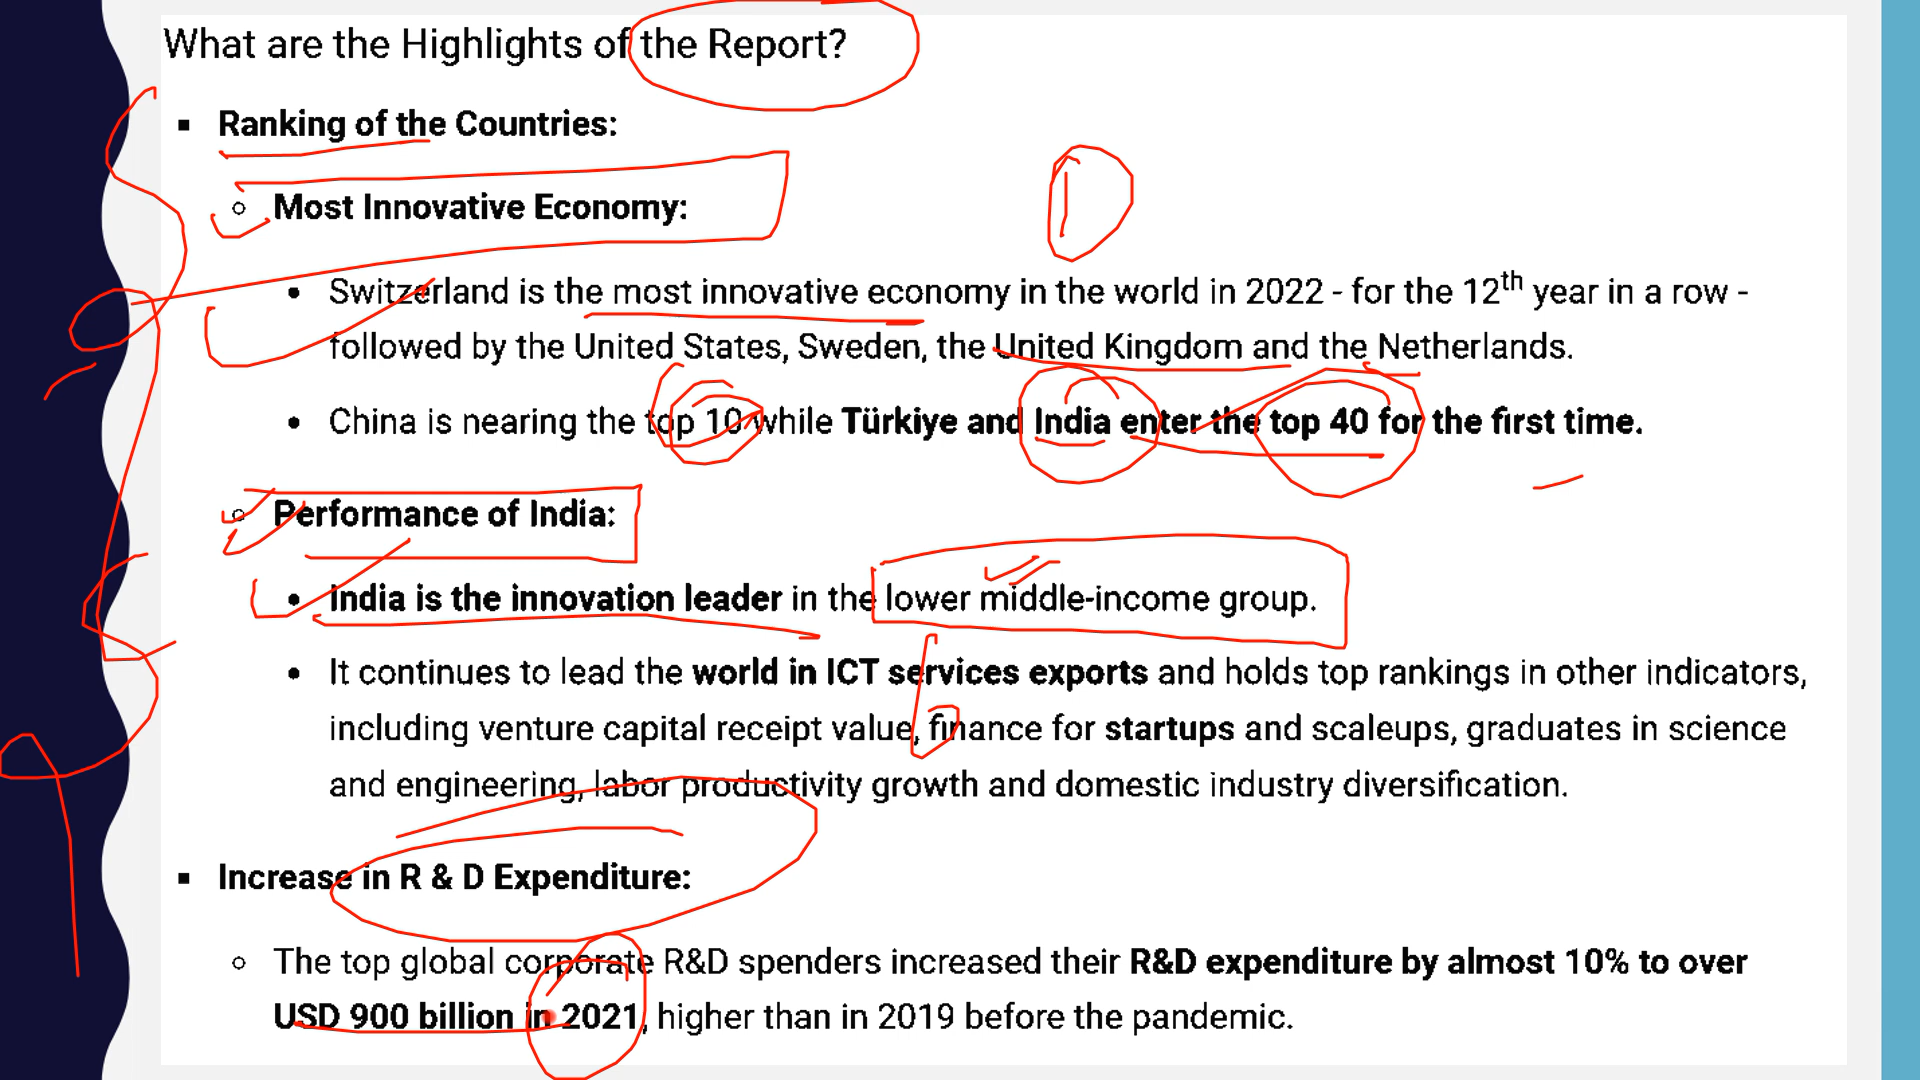 What are the Highlights of the Report?
▪ Ranking of the Countries:
○ Most Innovative Economy:
• Switzerland is the most innovative economy in the world in 2022 - for the 12th year in a row -
followed by the United States, Sweden, the United Kingdom and the Netherlands.
• China is nearing the top 10 while Türkiye and India enter the top 40 for the first time.
○ Performance of India:
• India is the innovation leader in the lower middle-income group.
• It continues to lead the world in ICT services exports and holds top rankings in other indicators,
including venture capital receipt value, finance for startups and scaleups, graduates in science
and engineering, labor productivity growth and domestic industry diversification.
▪ Increase in R & D Expenditure:
○ The top global corporate R&D spenders increased their R&D expenditure by almost 10% to over
USD 900 billion in 2021, higher than in 2019 before the pandemic.